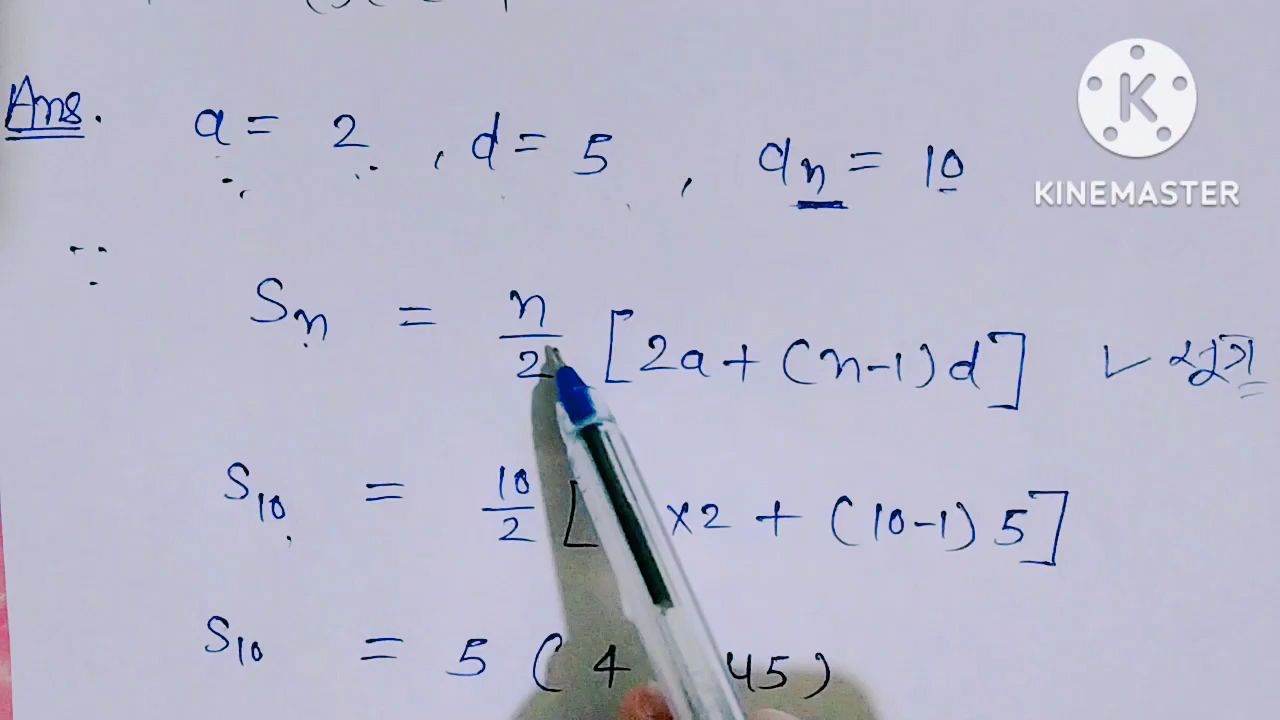 Ans. a = 2 , d = 5 , an = 10
Sn = n/2 [2a + (n-1)d] ✓ सूत्र
S10 = 10/2 [ x2 + (10-1) 5]
S10 = 5 ( 4 45)
K
KINEMASTER